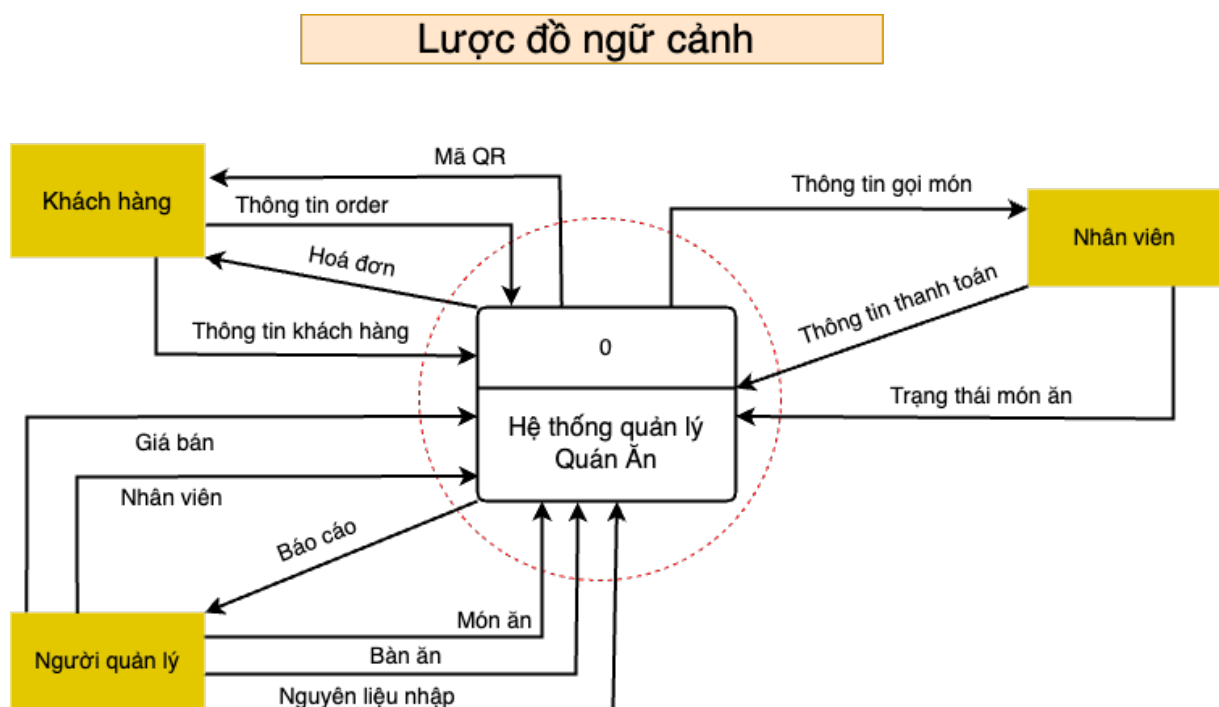 Lược đồ ngữ cảnh
Mã QR
Khách hàng
Thông tin order
Hoá đơn
Thông tin khách hàng
Thông tin gọi món
Nhân viên
Thông tin thanh toán
Trạng thái món ăn
0
Hệ thống quản lý
Quán Ăn
Giá bán
Nhân viên
Báo cáo
Món ăn
Người quản lý
Bàn ăn
Nguyên liệu nhập